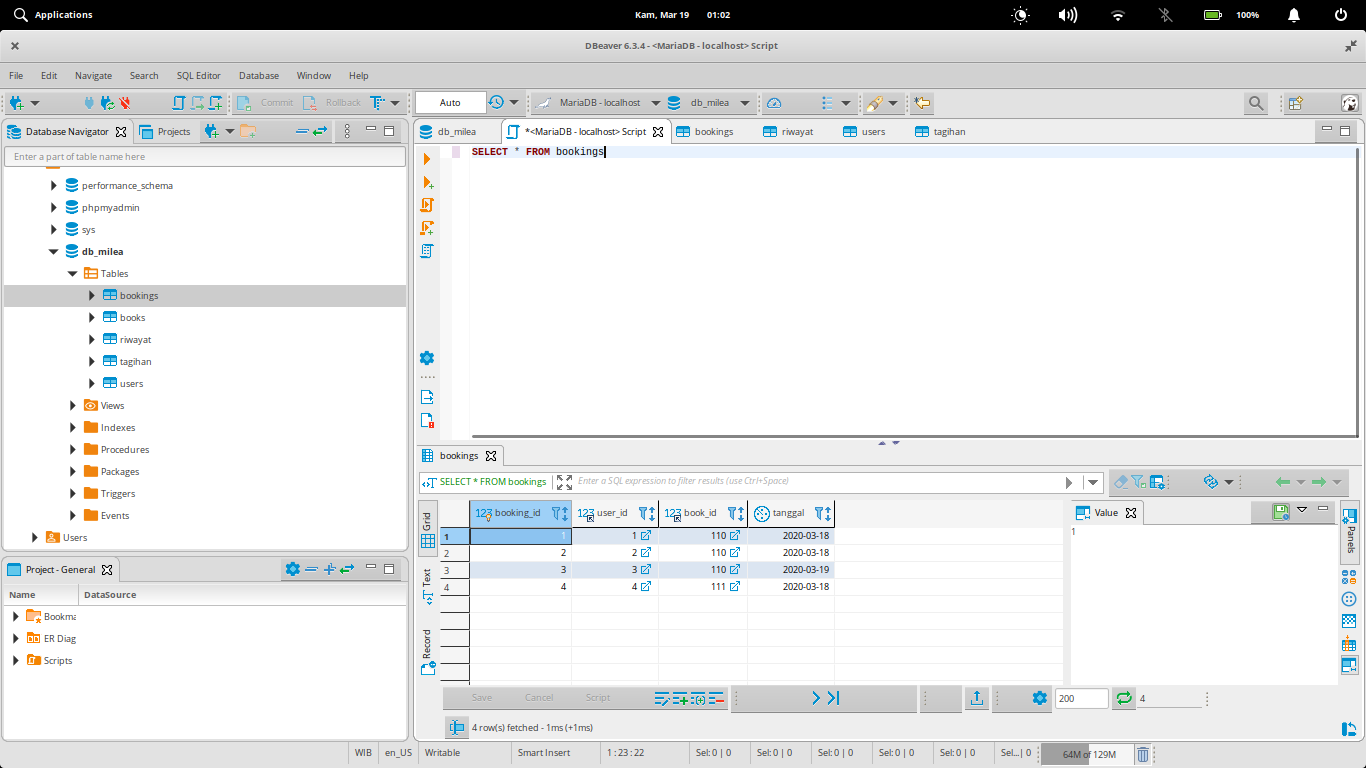 Applications Kam, Mar 19 01:02 100%
DBeaver 6.3.4 - <MariaDB - localhost> Script
File Edit Navigate Search SQL Editor Database Window Help
Commit Rollback Auto MariaDB - localhost db_milea
Database Navigator Projects
Enter a part of table name here
performance_schema
phpmyadmin
sys
db_milea
Tables
bookings
books
riwayat
tagihan
users
Views
Indexes
Procedures
Packages
Triggers
Events
Users
Project - General
Name DataSource
Bookma
ER Diag
Scripts
db_milea *<MariaDB - localhost> Script bookings riwayat users tagihan
SELECT * FROM bookings
bookings
SELECT * FROM bookings Enter a SQL expression to filter results (use Ctrl+Space)
Grid
Text
Record
123 booking_id 123 user_id 123 book_id tanggal
1 1 1 110 2020-03-18
2 2 2 110 2020-03-18
3 3 3 110 2020-03-19
4 4 4 111 2020-03-18
Value
1
Panels
Save Cancel Script 200 4
4 row(s) fetched - 1ms (+1ms)
WIB en_US Writable Smart Insert 1 : 23 : 22 Sel: 0 | 0 Sel: 0 | 0 Sel: 0 | 0 Sel: 0 | 0 Sel: 0 | 0 Sel...| 0 64M of 129M